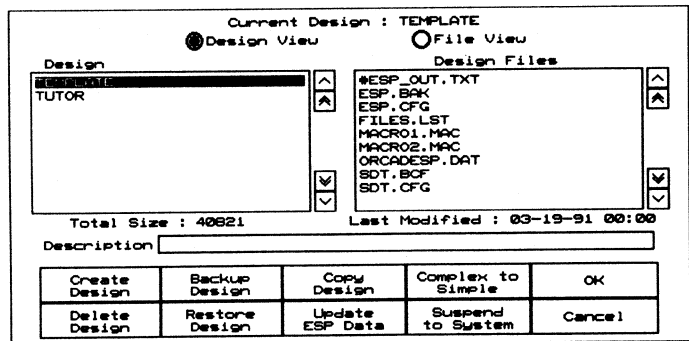 Current Design : TEMPLATE
Design View
File View
Design
Design Files
TEMPLATE
TUTOR
*ESP_OUT.TXT
ESP.BAK
ESP.CFG
FILES.LST
MACRO1.MAC
MACRO2.MAC
ORCADESP.DAT
SDT.BCF
SDT.CFG
Total Size : 40821
Last Modified : 03-19-91 00:00
Description
Create Design
Backup Design
Copy Design
Complex to Simple
OK
Delete Design
Restore Design
Update ESP Data
Suspend to System
Cancel